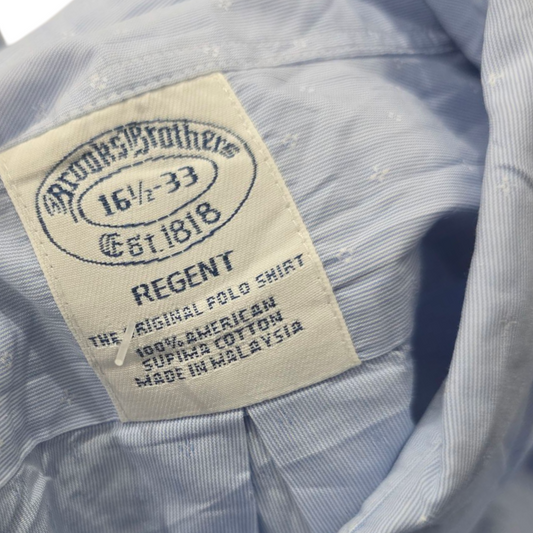 Brooks Brothers
16½-33
Est. 1818
REGENT
THE ORIGINAL POLO SHIRT
100% AMERICAN
SUPIMA COTTON
MADE IN MALAYSIA